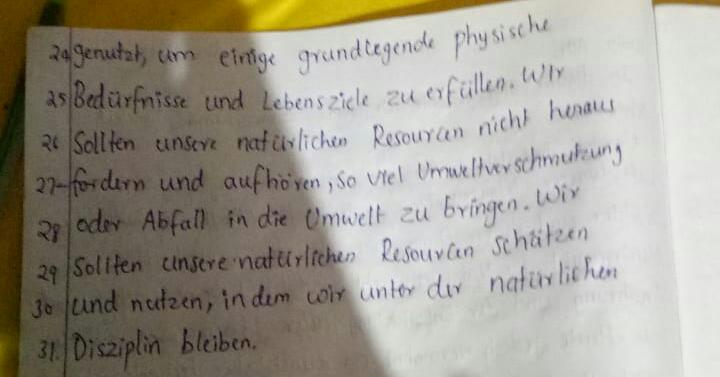 24 genutzt, um einige grundlegende physische
25 Bedürfnisse und Lebensziele zu erfüllen. Wir
26 Sollten unsere natürlichen Resourcen nicht heraus
27 fordern und aufhören, so viel Umweltverschmutzung
28 oder Abfall in die Umwelt zu bringen. Wir
29 Sollten unsere natürlichen Resourcen schätzen
30 und nutzen, in dem wir unter der natürlichen
31. Disziplin bleiben.